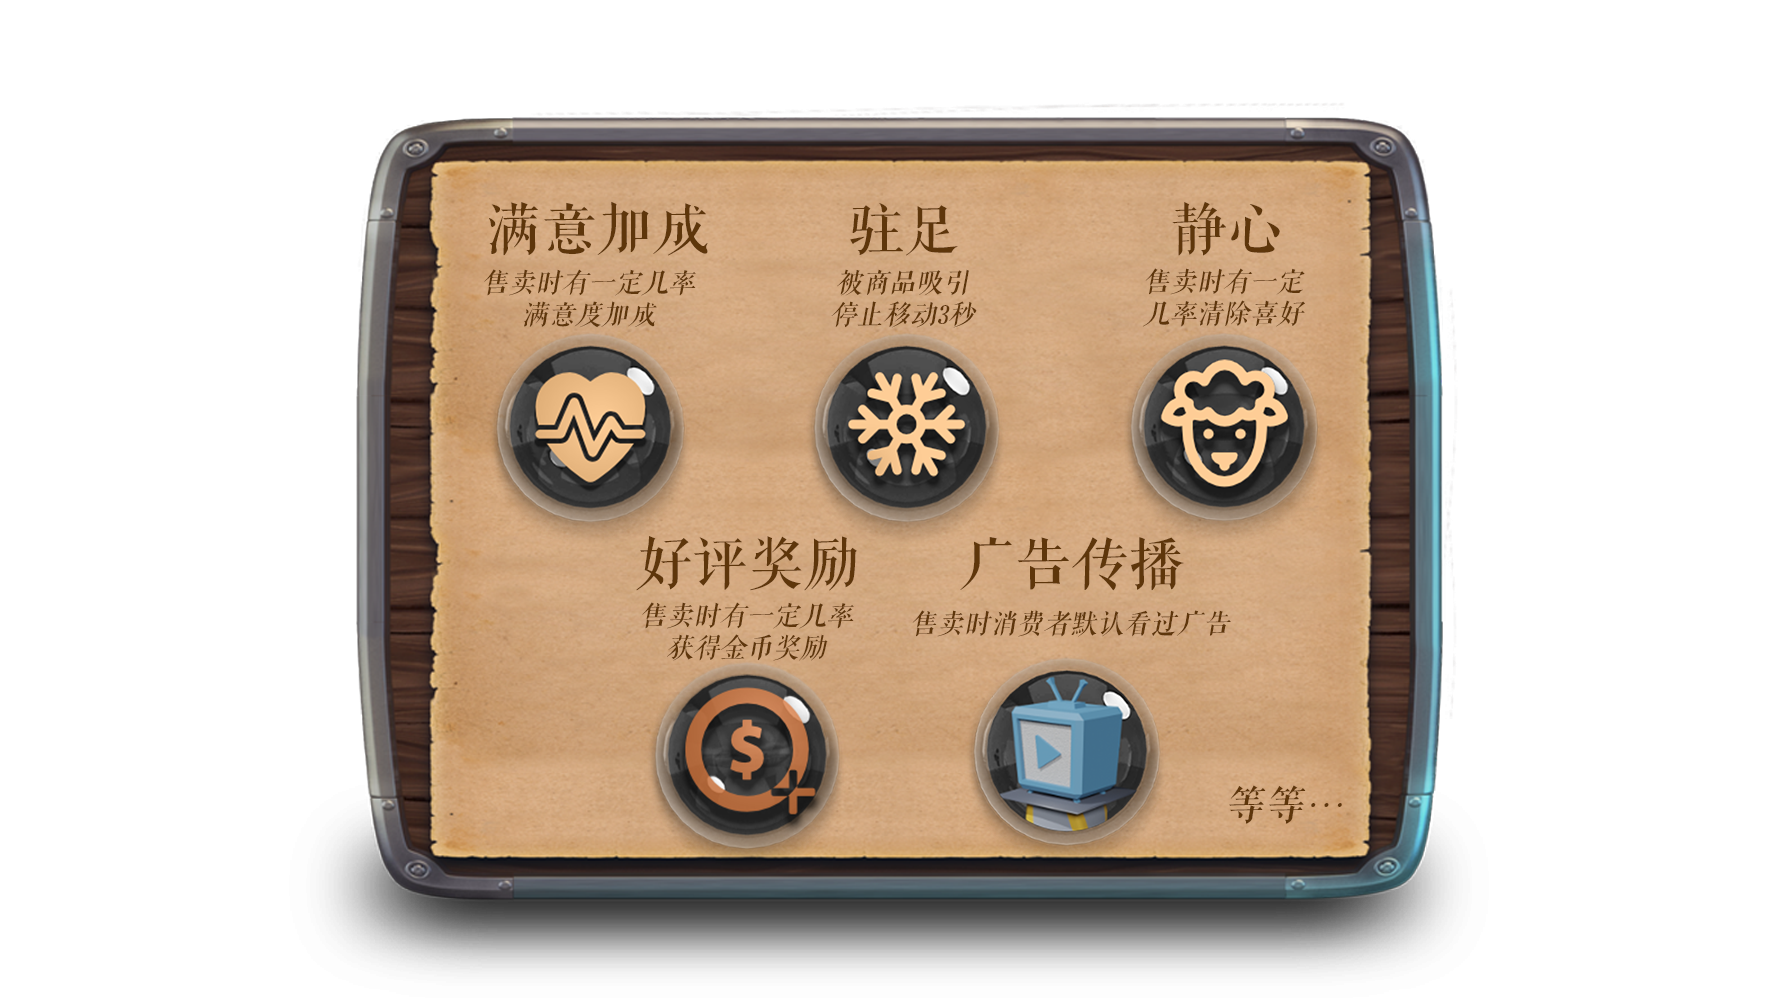 满意加成
售卖时有一定几率
满意度加成
驻足
被商品吸引
停止移动3秒
静心
售卖时有一定
几率清除喜好
好评奖励
售卖时有一定几率
获得金币奖励
广告传播
售卖时消费者默认看过广告
$
等等…